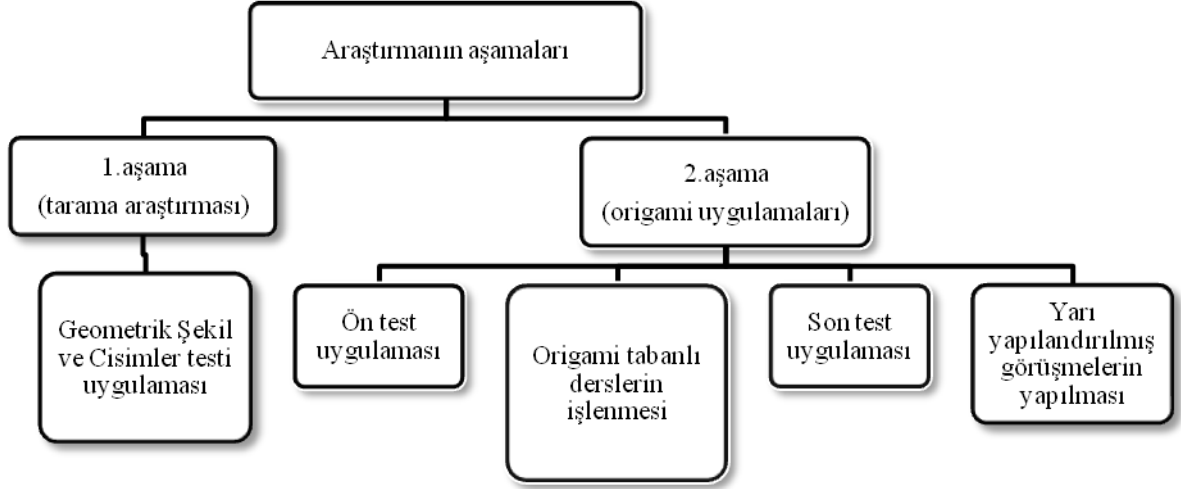 Araştırmanın aşamaları
1.aşama
(tarama araştırması)
2.aşama
(origami uygulamaları)
Geometrik Şekil
ve Cisimler testi
uygulaması
Ön test
uygulaması
Origami tabanlı
derslerin
işlenmesi
Son test
uygulaması
Yarı
yapılandırılmış
görüşmelerin
yapılması